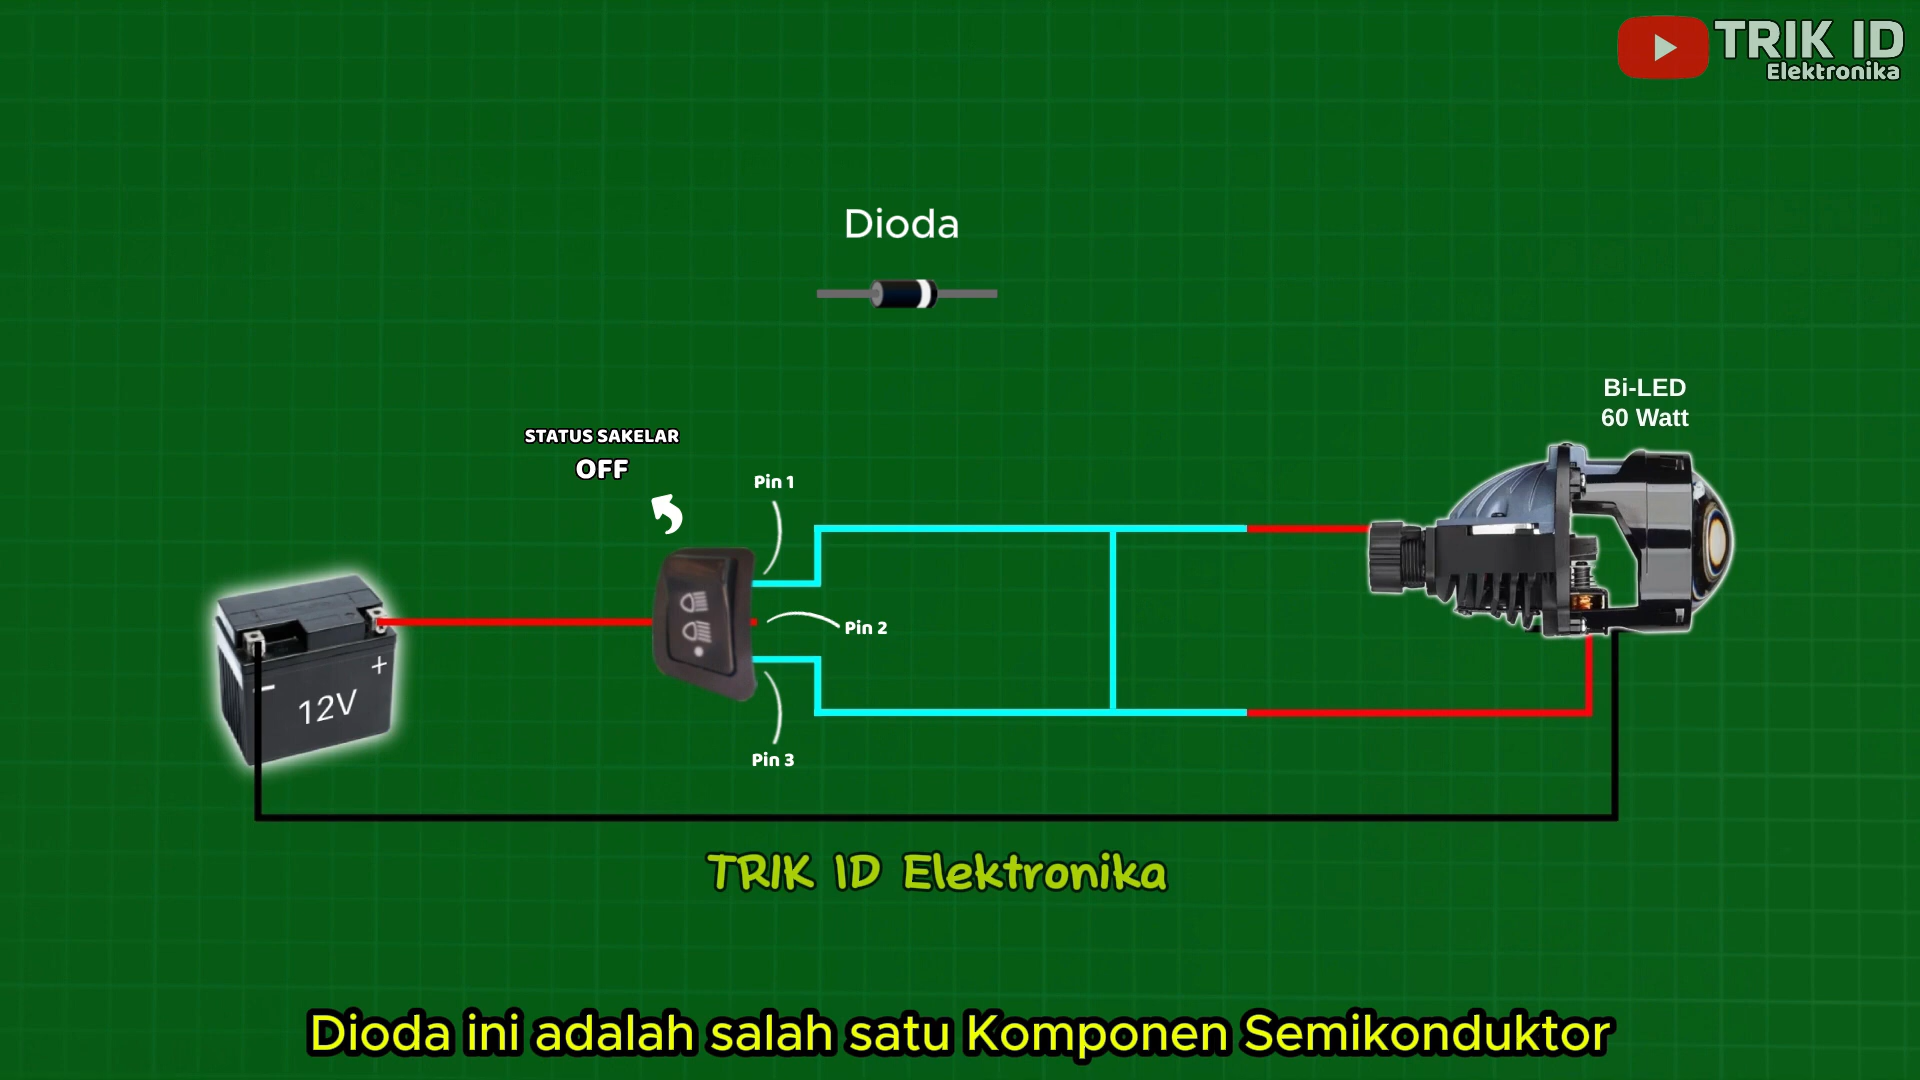 TRIK ID
Elektronika
Dioda
Bi-LED
60 Watt
STATUS SAKELAR
OFF
Pin 1
Pin 2
Pin 3
+
-
12V
TRIK ID Elektronika
Dioda ini adalah salah satu Komponen Semikonduktor